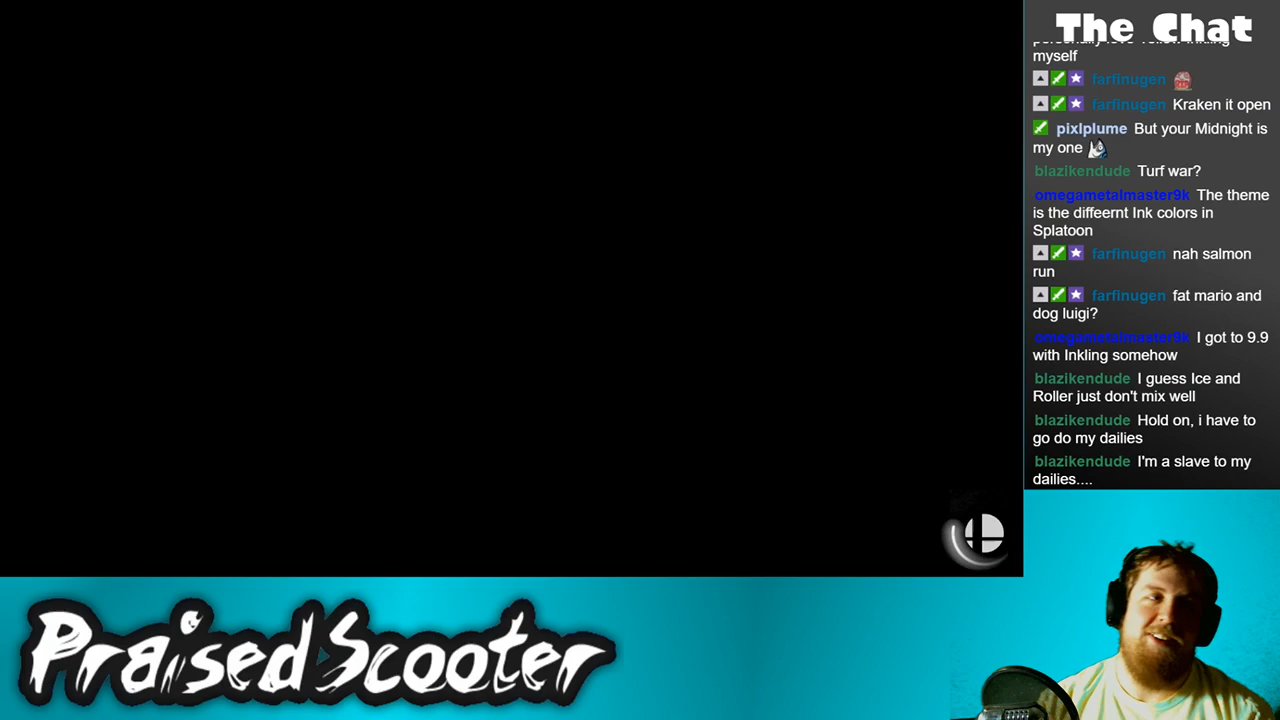 The Chat
myself
farfinugen
farfinugen Kraken it open
pixlplume But your Midnight is
my one
blazikendude Turf war?
omegametalmaster9k The theme
is the differnt Ink colors in
Splatoon
farfinugen nah salmon
run
farfinugen fat mario and
dog luigi?
omegametalmaster9k I got to 9.9
with Inkling somehow
blazikendude I guess Ice and
Roller just don't mix well
blazikendude Hold on, i have to
go do my dailies
blazikendude I'm a slave to my
dailies....
PraisedScooter